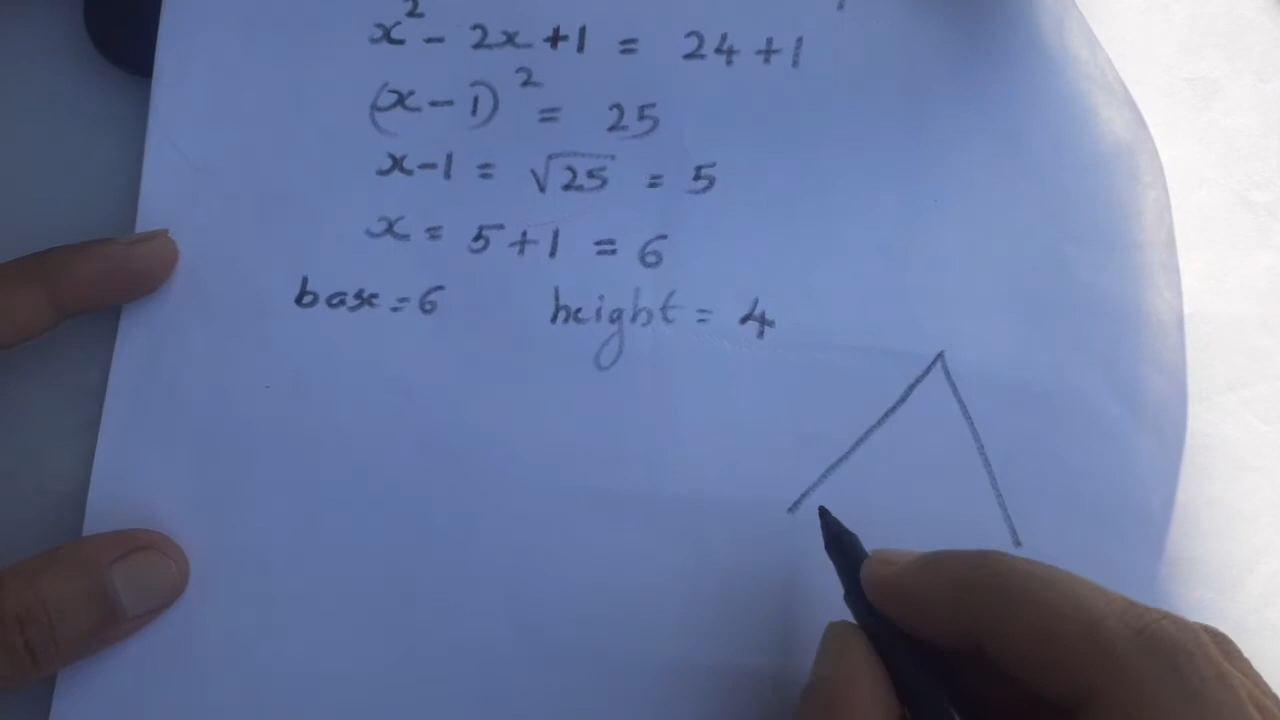 x² - 2x + 1 = 24 + 1
(x - 1)² = 25
x - 1 = √25 = 5
x = 5 + 1 = 6
base = 6 height = 4